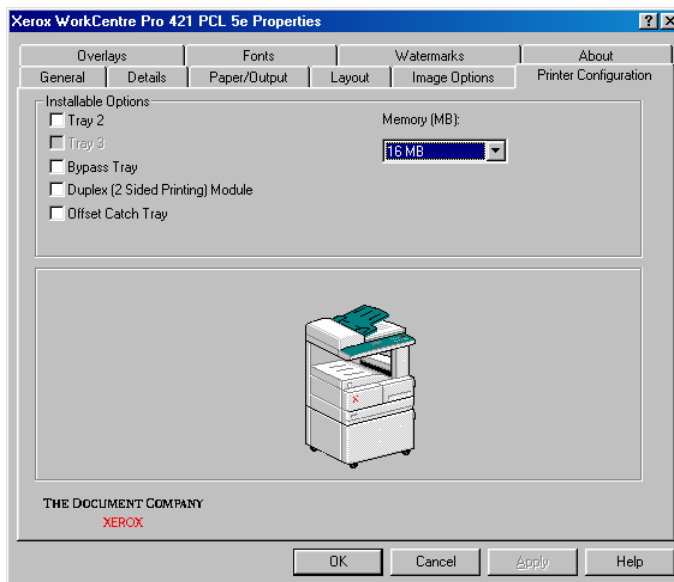 Xerox WorkCentre Pro 421 PCL 5e Properties
Overlays Fonts Watermarks About
General Details Paper/Output Layout Image Options Printer Configuration
Installable Options
Tray 2 Memory (MB):
Tray 3 16 MB
Bypass Tray
Duplex (2 Sided Printing) Module
Offset Catch Tray
X
THE DOCUMENT COMPANY
XEROX
OK Cancel Apply Help